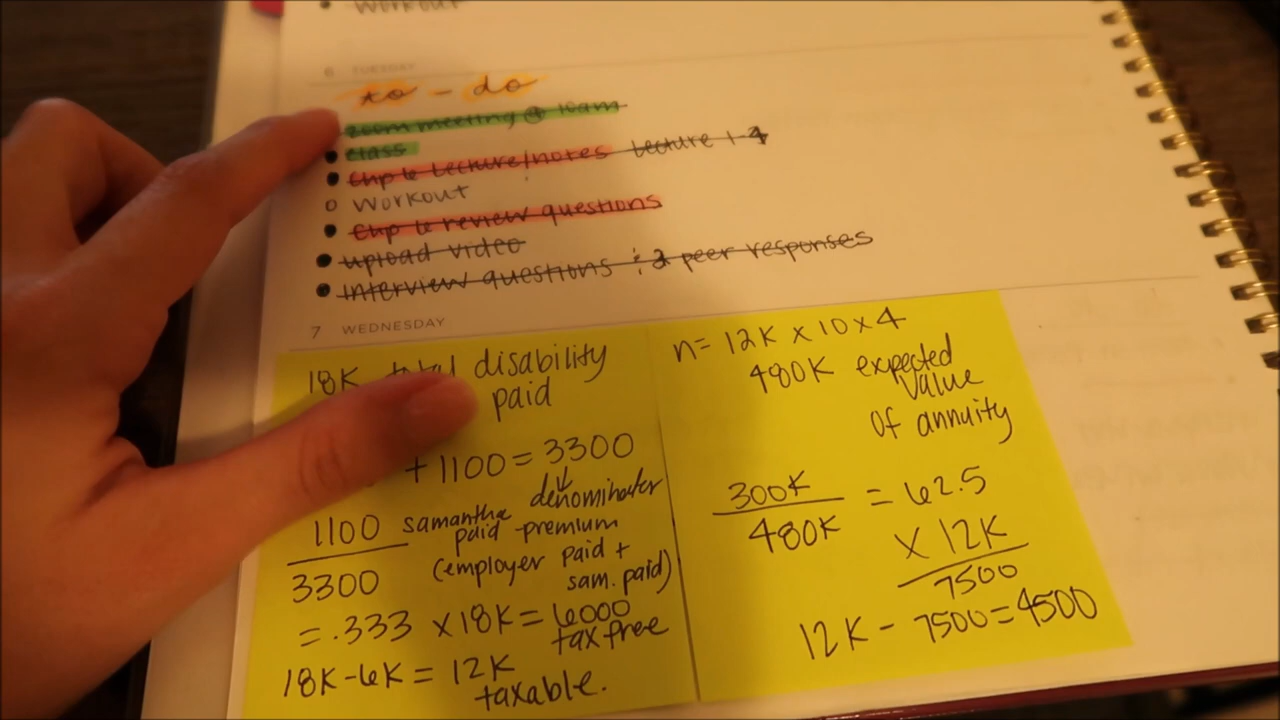 Workout
6 TUESDAY
to - do
zoom meeting @ 10am
class
Chp 6 lecture/notes Lecture 1-4
Workout
Chp 6 review questions
upload video
Interview questions & 2 peer responses
7 WEDNESDAY
18K total disability
paid
+ 1100 = 3300
denominator
1100 samantha
paid premium
3300 (employer paid +
sam. paid)
= .333 x 18K = 6000
tax free
18K-6K = 12K
taxable.
n= 12K x 10 x 4
480K expected
value
of annuity
300K = 62.5
480K
x 12K
7500
12K - 7500 = 4500